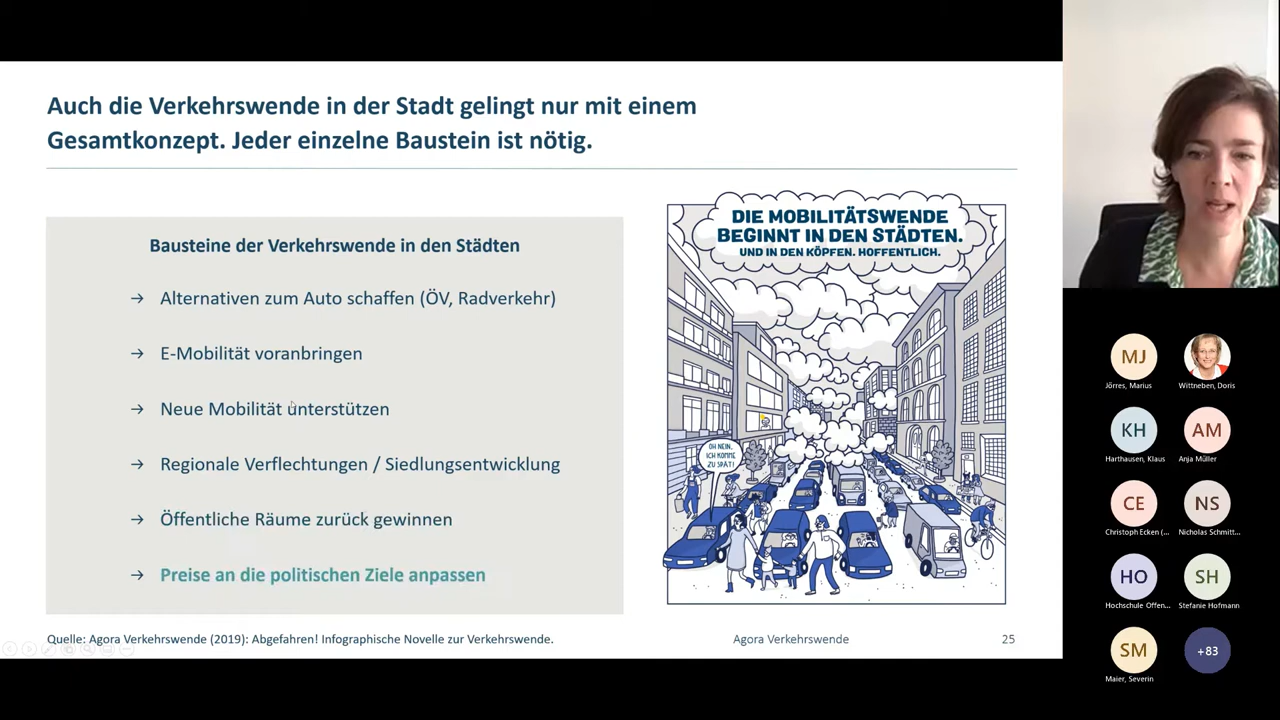 Auch die Verkehrswende in der Stadt gelingt nur mit einem
Gesamtkonzept. Jeder einzelne Baustein ist nötig.
Bausteine der Verkehrswende in den Städten
→ Alternativen zum Auto schaffen (ÖV, Radverkehr)
→ E-Mobilität voranbringen
→ Neue Mobilität unterstützen
→ Regionale Verflechtungen / Siedlungsentwicklung
→ Öffentliche Räume zurück gewinnen
→ Preise an die politischen Ziele anpassen
DIE MOBILITÄTSWENDE
BEGINNT IN DEN STÄDTEN.
UND IN DEN KÖPFEN. HOFFENTLICH.
OH NEIN,
ICH KOMME
ZU SPÄT!
Quelle: Agora Verkehrswende (2019): Abgefahren! Infographische Novelle zur Verkehrswende.
Agora Verkehrswende
25
MJ
Jörres, Marius
Wittneben, Doris
KH
Harthausen, Klaus
AM
Anja Müller
CE
Christoph Ecken (...
NS
Nicholas Schmitt...
HO
Hochschule Offen...
SH
Stefanie Hofmann
SM
Maier, Severin
+83